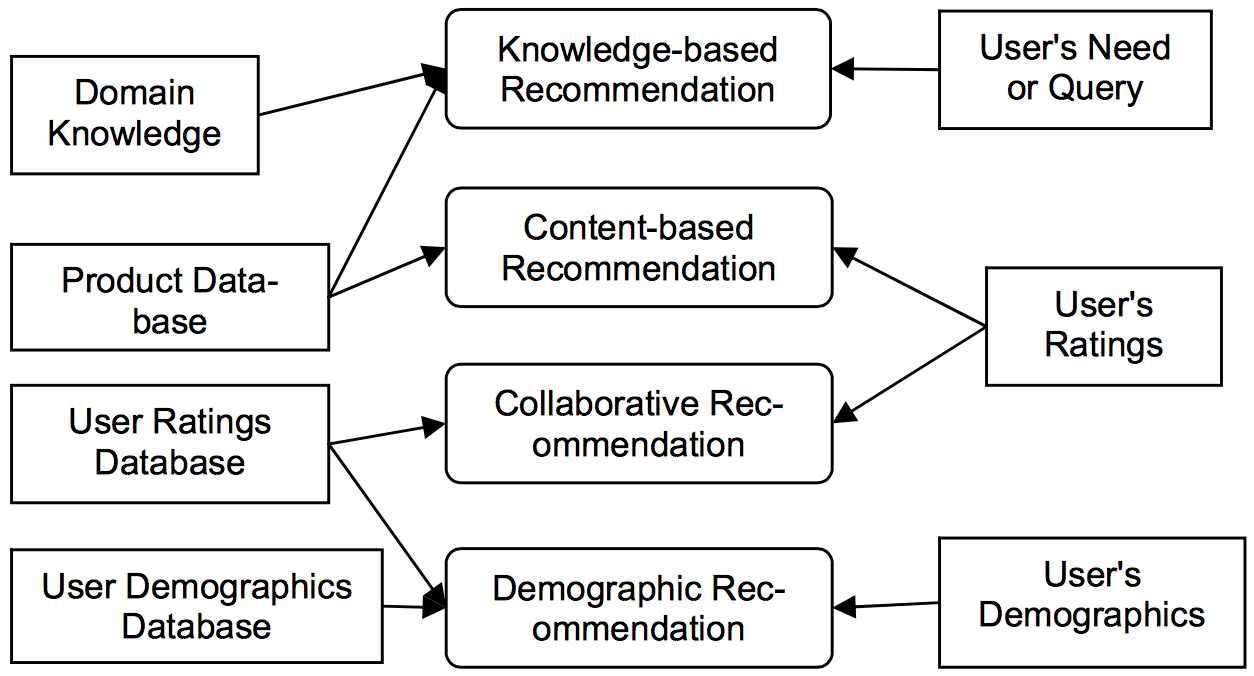 Knowledge-based
Recommendation
User's Need
or Query
Domain
Knowledge
Content-based
Recommendation
Product Data-
base
User's
Ratings
User Ratings
Database
Collaborative Rec-
ommendation
User Demographics
Database
Demographic Rec-
ommendation
User's
Demographics